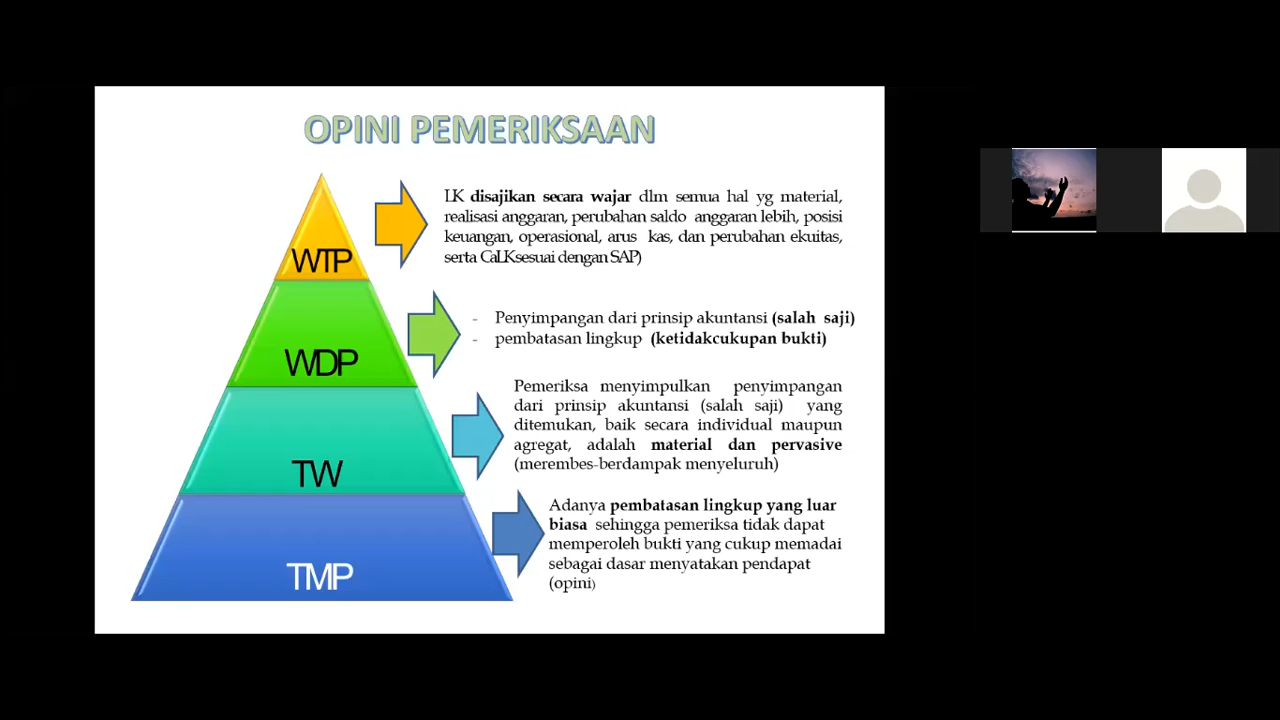 OPINI PEMERIKSAAN
WTP
LK disajikan secara wajar dlm semua hal yg material,
realisasi anggaran, perubahan saldo anggaran lebih, posisi
keuangan, operasional, arus kas, dan perubahan ekuitas,
serta CaLKsesuai dengan SAP)
WDP
- Penyimpangan dari prinsip akuntansi (salah saji)
- pembatasan lingkup (ketidakcukupan bukti)
TW
Pemeriksa menyimpulkan penyimpangan
dari prinsip akuntansi (salah saji) yang
ditemukan, baik secara individual maupun
agregat, adalah material dan pervasive
(merembes-berdampak menyeluruh)
TMP
Adanya pembatasan lingkup yang luar
biasa sehingga pemeriksa tidak dapat
memperoleh bukti yang cukup memadai
sebagai dasar menyatakan pendapat
(opini)